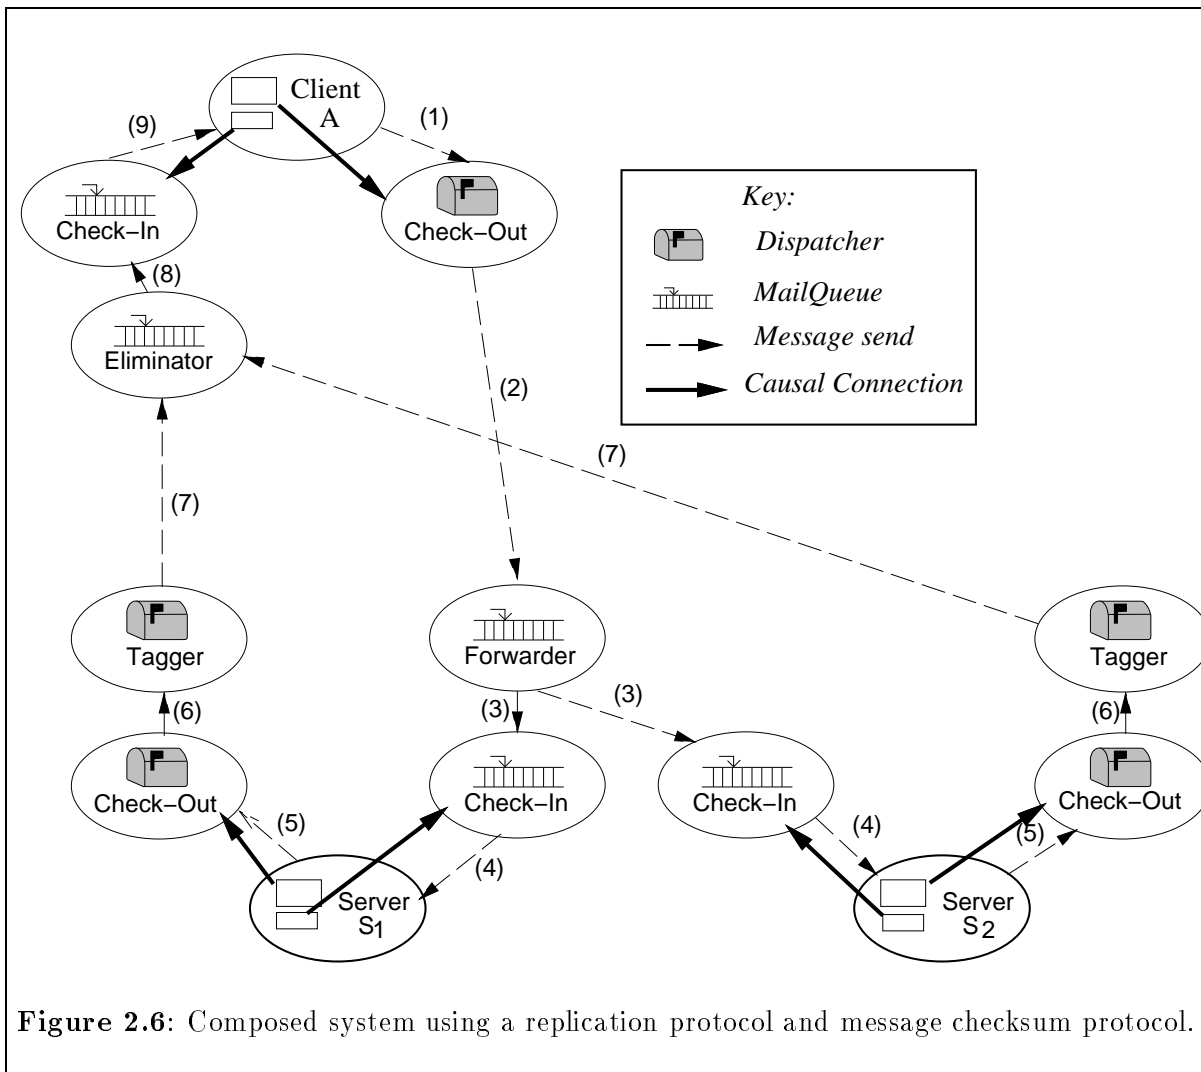 Client
A
(1)
(9)
Check–In
Check–Out
Key:
Dispatcher
MailQueue
Message send
Causal Connection
(8)
Eliminator
(2)
(7)
(7)
Tagger
Forwarder
Tagger
(6)
(3)
(3)
(6)
Check–Out
Check–In
Check–In
Check–Out
(5)
(4)
(4)
(5)
Server
S1
Server
S2
Figure 2.6: Composed system using a replication protocol and message checksum protocol.